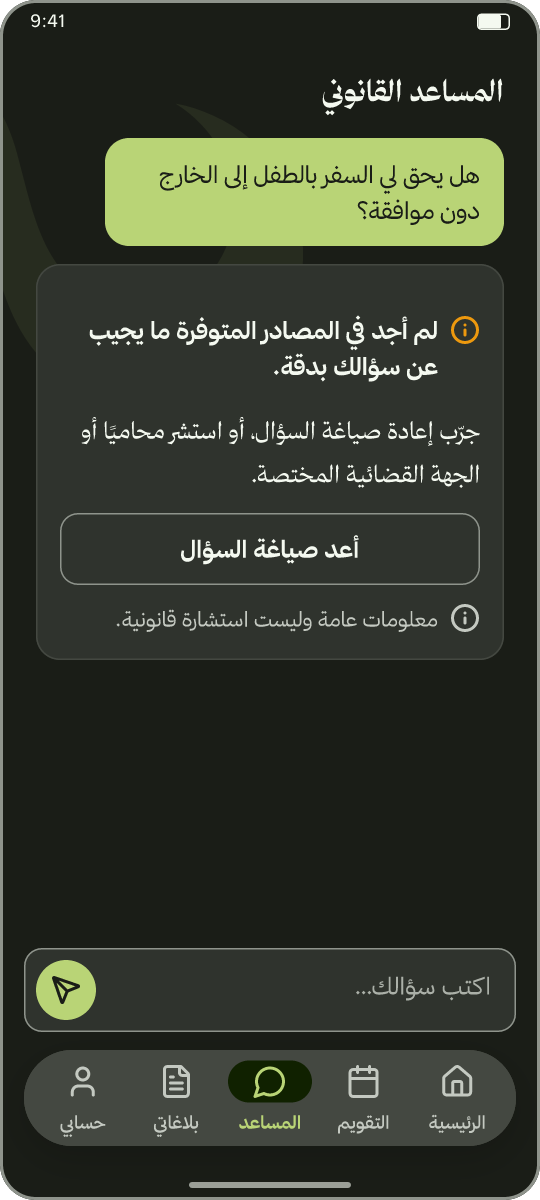 9:41
المساعد القانوني
هل يحق لي السفر بالطفل إلى الخارج
دون موافقة؟
لم أجد في المصادر المتوفرة ما يجيب
عن سؤالك بدقة.
جرّب إعادة صياغة السؤال، أو استشر محاميًا أو
الجهة القضائية المختصة.
أعد صياغة السؤال
معلومات عامة وليست استشارة قانونية.
اكتب سؤالك...
الرئيسية
التقويم
المساعد
بلاغاتي
حسابي